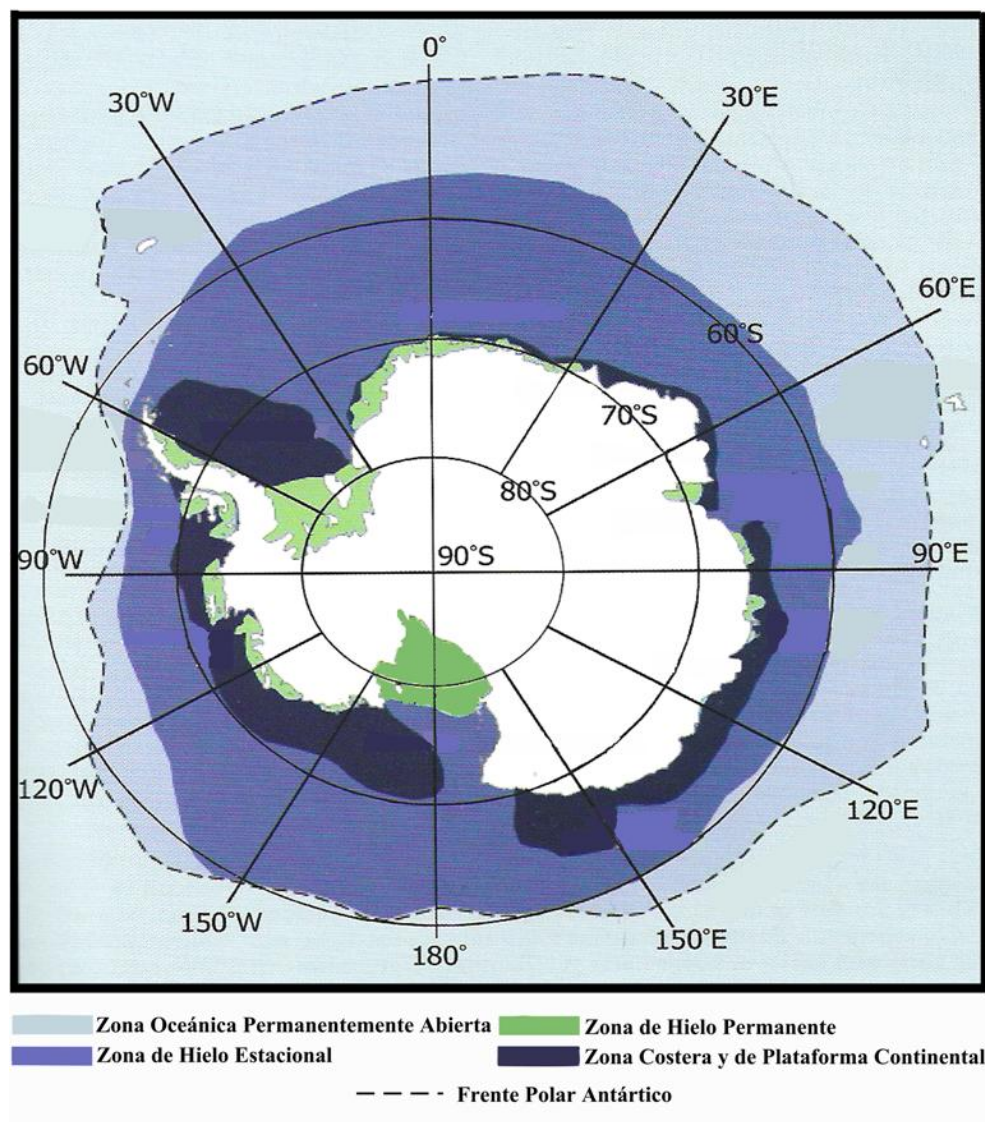 0°
30°W
30°E
60°E
60°S
60°W
70°S
80°S
90°S
90°W
90°E
120°W
120°E
150°W
150°E
180°
Zona Oceánica Permanentemente Abierta
Zona de Hielo Permanente
Zona de Hielo Estacional
Zona Costera y de Plataforma Continental
Frente Polar Antártico